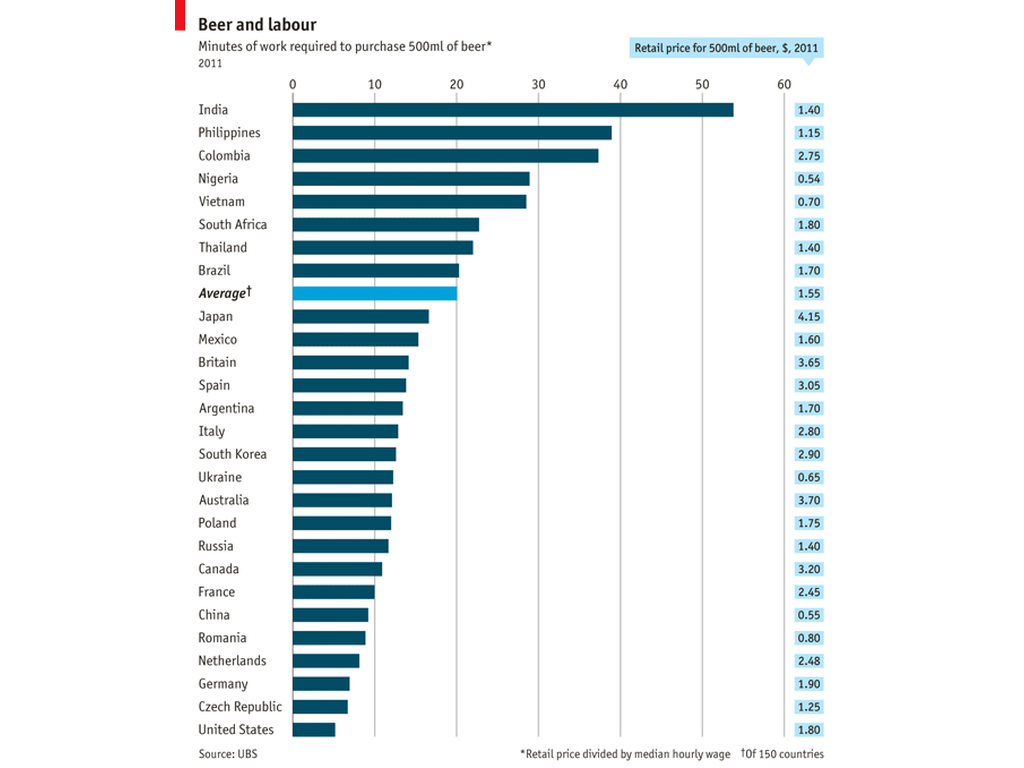 Beer and labour
Minutes of work required to purchase 500ml of beer*
2011
Retail price for 500ml of beer, $, 2011
0 10 20 30 40 50 60
India 1.40
Philippines 1.15
Colombia 2.75
Nigeria 0.54
Vietnam 0.70
South Africa 1.80
Thailand 1.40
Brazil 1.70
Average† 1.55
Japan 4.15
Mexico 1.60
Britain 3.65
Spain 3.05
Argentina 1.70
Italy 2.80
South Korea 2.90
Ukraine 0.65
Australia 3.70
Poland 1.75
Russia 1.40
Canada 3.20
France 2.45
China 0.55
Romania 0.80
Netherlands 2.48
Germany 1.90
Czech Republic 1.25
United States 1.80
Source: UBS *Retail price divided by median hourly wage †Of 150 countries